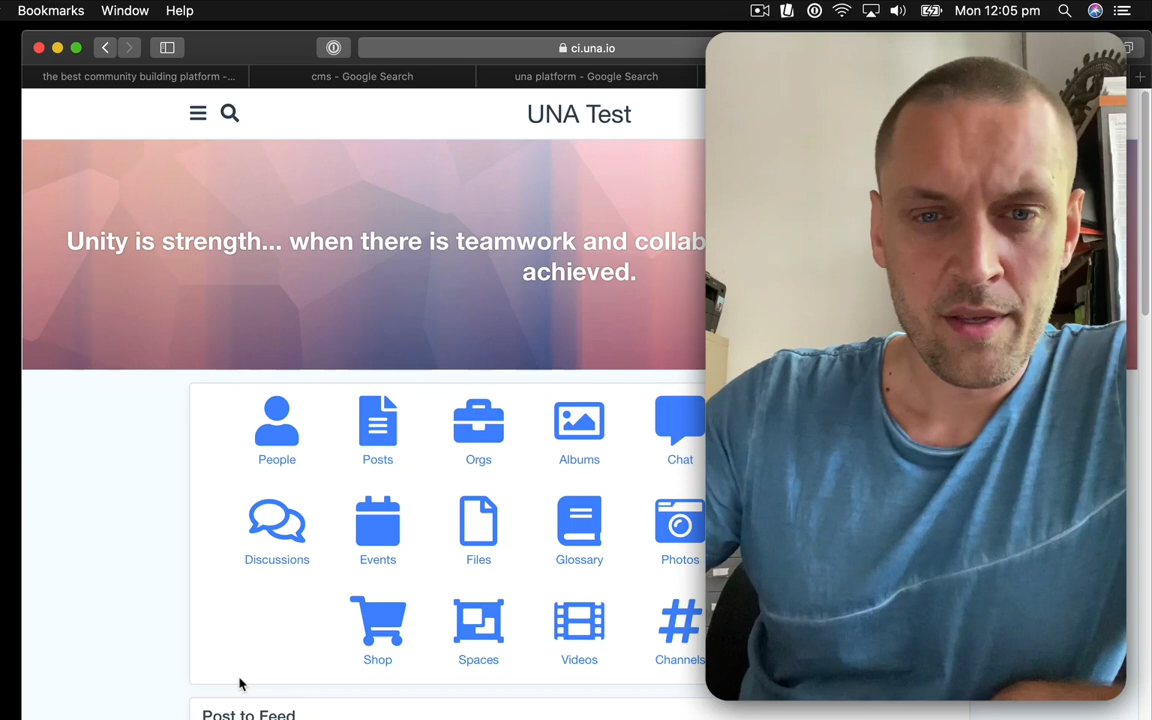 Bookmarks Window Help Mon 12:05 pm
ci.una.io
the best community building platform -... cms - Google Search una platform - Google Search
UNA Test
Unity is strength... when there is teamwork and collab
achieved.
People Posts Orgs Albums Chat
Discussions Events Files Glossary Photos
Shop Spaces Videos Channels
Post to Feed